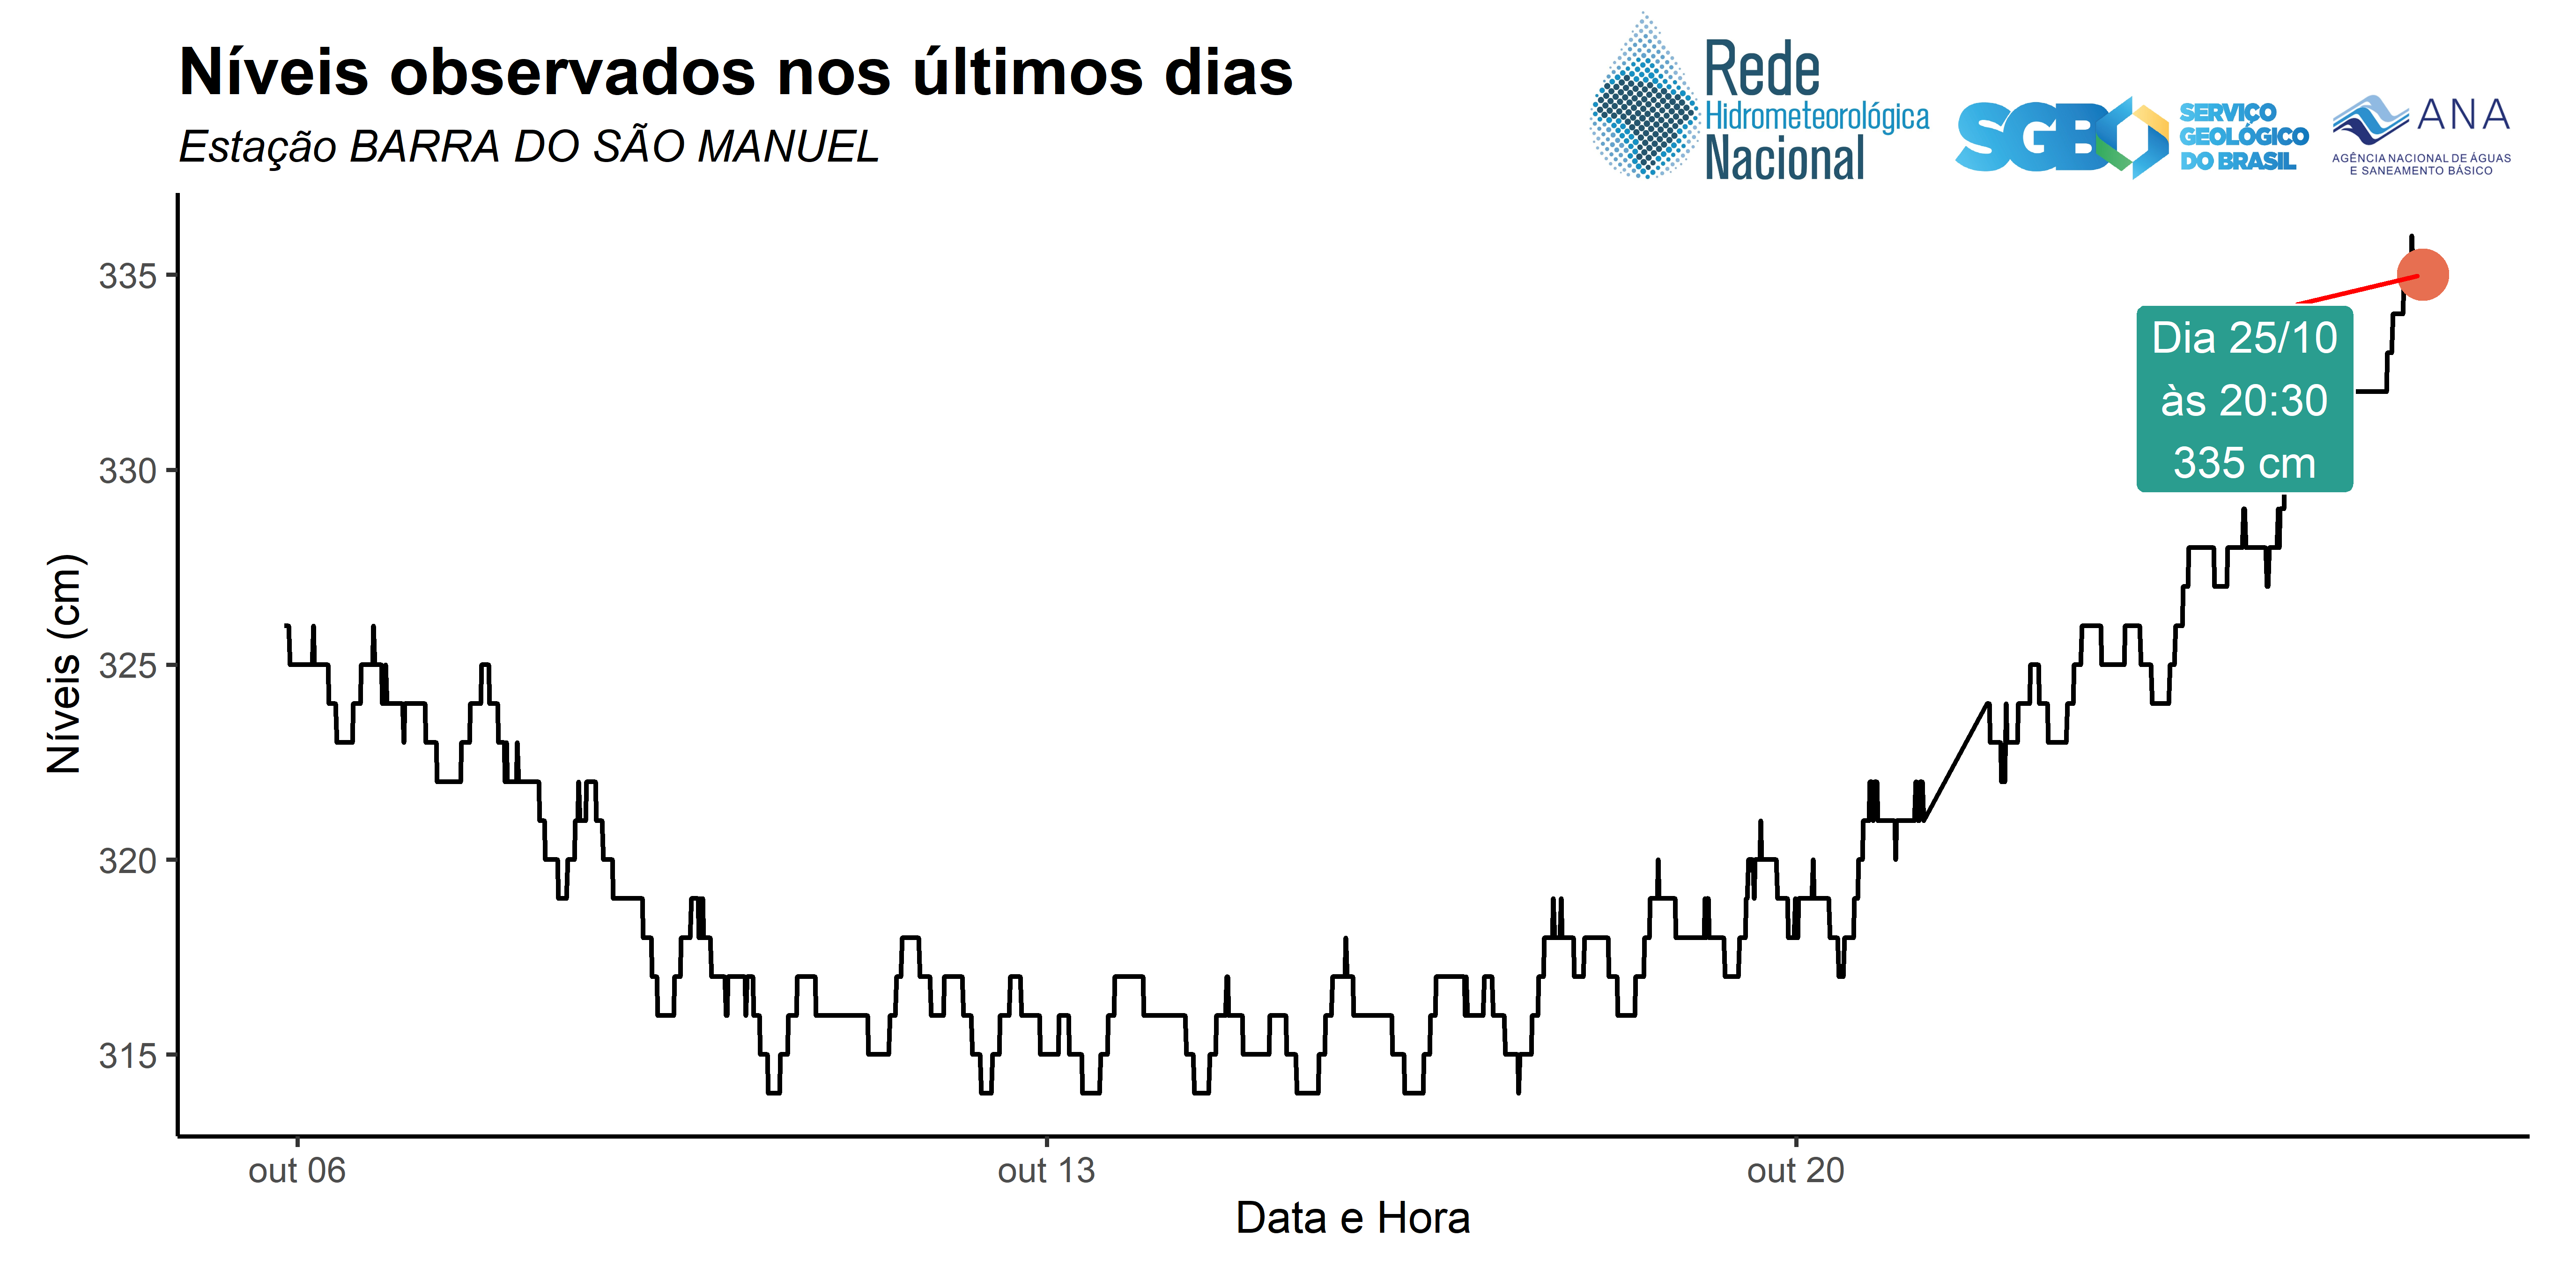 Níveis observados nos últimos dias
Estação BARRA DO SÃO MANUEL
Rede
Hidrometeorológica
Nacional
SGB
SERVIÇO
GEOLÓGICO
DO BRASIL
ANA
AGÊNCIA NACIONAL DE ÁGUAS
E SANEAMENTO BÁSICO
Níveis (cm)
335
330
325
320
315
Dia 25/10
às 20:30
335 cm
out 06
out 13
out 20
Data e Hora